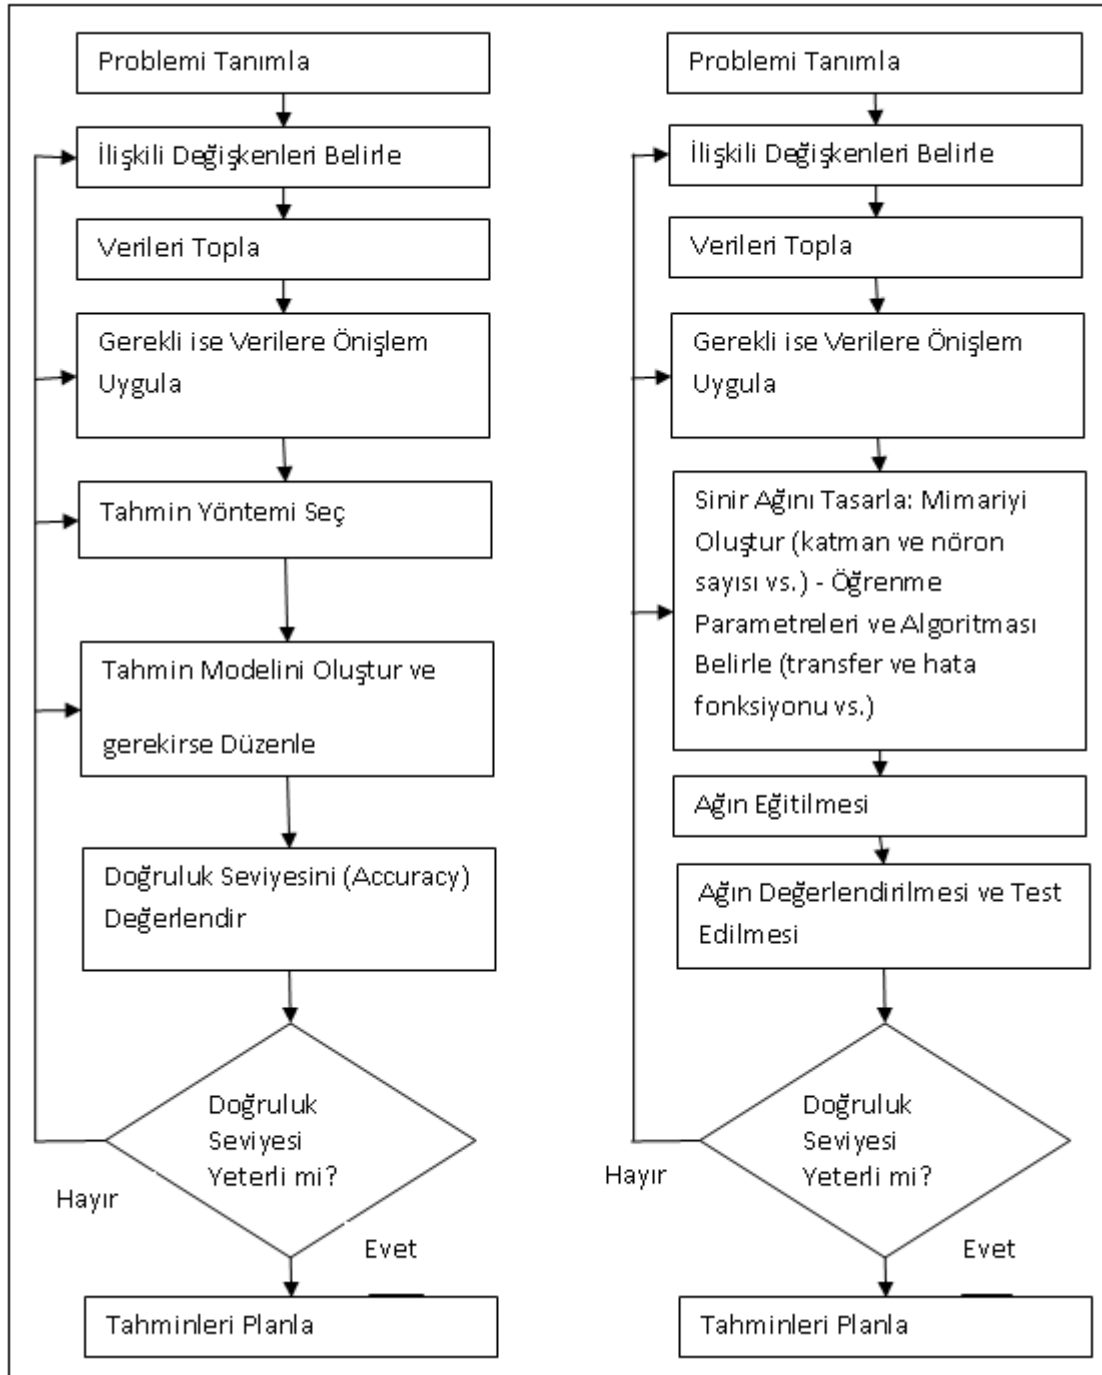 Problemi Tanımla
İlişkili Değişkenleri Belirle
Verileri Topla
Gerekli ise Verilere Önişlem
Uygula
Tahmin Yöntemi Seç
Tahmin Modelini Oluştur ve
gerekirse Düzenle
Doğruluk Seviyesini (Accuracy)
Değerlendir
Doğruluk
Seviyesi
Yeterli mi?
Hayır
Evet
Tahminleri Planla
Problemi Tanımla
İlişkili Değişkenleri Belirle
Verileri Topla
Gerekli ise Verilere Önişlem
Uygula
Sinir Ağını Tasarla: Mimariyi
Oluştur (katman ve nöron
sayısı vs.) - Öğrenme
Parametreleri ve Algoritması
Belirle (transfer ve hata
fonksiyonu vs.)
Ağın Eğitilmesi
Ağın Değerlendirilmesi ve Test
Edilmesi
Doğruluk
Seviyesi
Yeterli mi?
Hayır
Evet
Tahminleri Planla